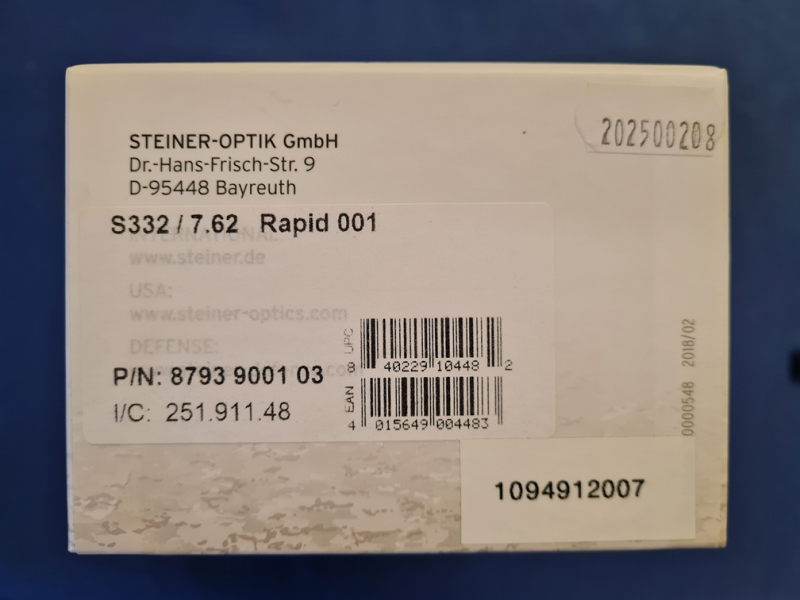 STEINER-OPTIK GmbH
Dr.-Hans-Frisch-Str. 9
D-95448 Bayreuth
202500208
S332 / 7.62 Rapid 001
INTERNATIONAL:
www.steiner.de
USA:
www.steiner-optics.com
DEFENSE:
P/N: 8793 9001 03
I/C: 251.911.48
UPC
8 40229 10448 2
EAN
4 015649 004483
0000548 2018/02
1094912007